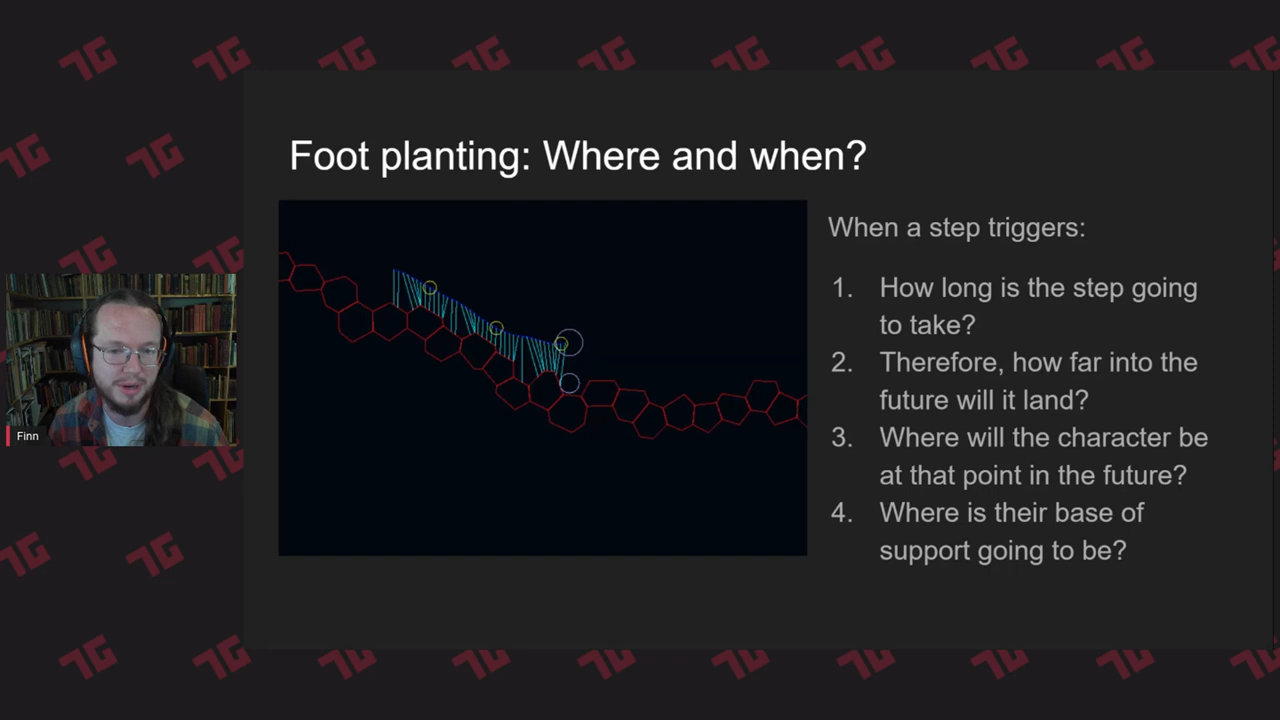 Foot planting: Where and when?
When a step triggers:
1. How long is the step going
to take?
2. Therefore, how far into the
future will it land?
3. Where will the character be
at that point in the future?
4. Where is their base of
support going to be?
Finn